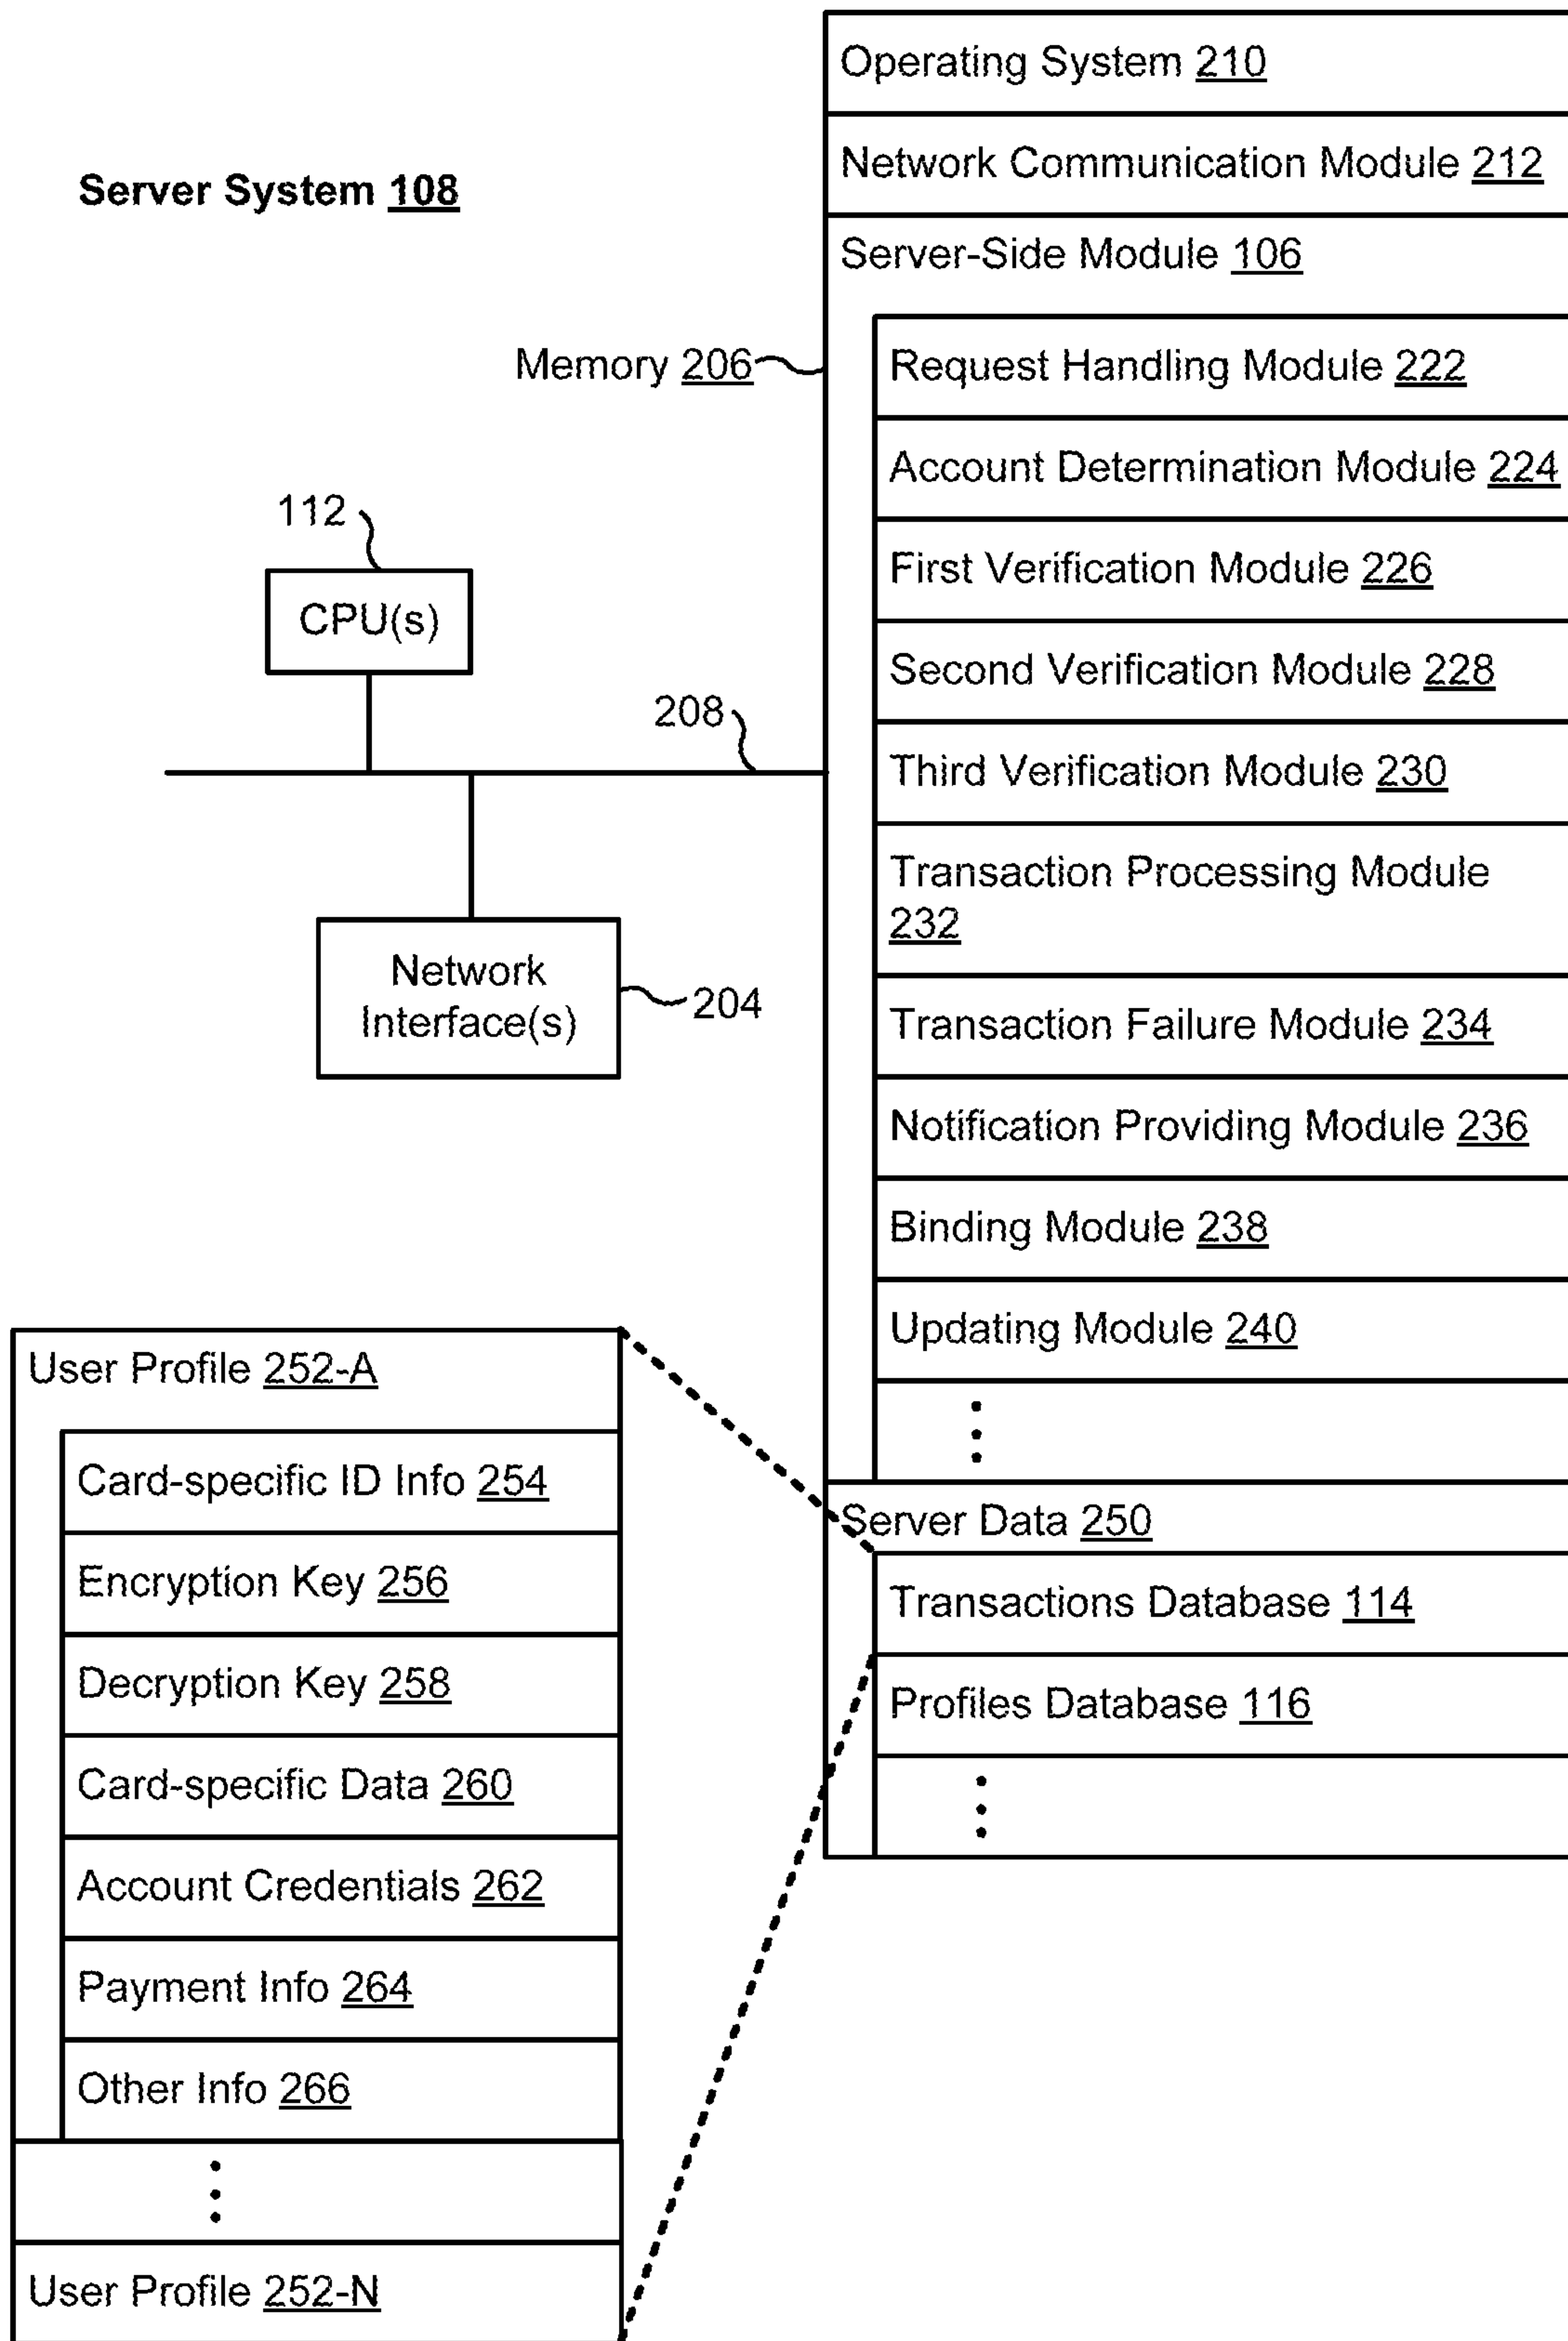 Server System 108
Operating System 210
Network Communication Module 212
Server-Side Module 106
Memory 206
Request Handling Module 222
Account Determination Module 224
First Verification Module 226
Second Verification Module 228
Third Verification Module 230
Transaction Processing Module
232
Transaction Failure Module 234
Notification Providing Module 236
Binding Module 238
Updating Module 240
Server Data 250
Transactions Database 114
Profiles Database 116
112
CPU(s)
208
Network
Interface(s)
204
User Profile 252-A
Card-specific ID Info 254
Encryption Key 256
Decryption Key 258
Card-specific Data 260
Account Credentials 262
Payment Info 264
Other Info 266
User Profile 252-N